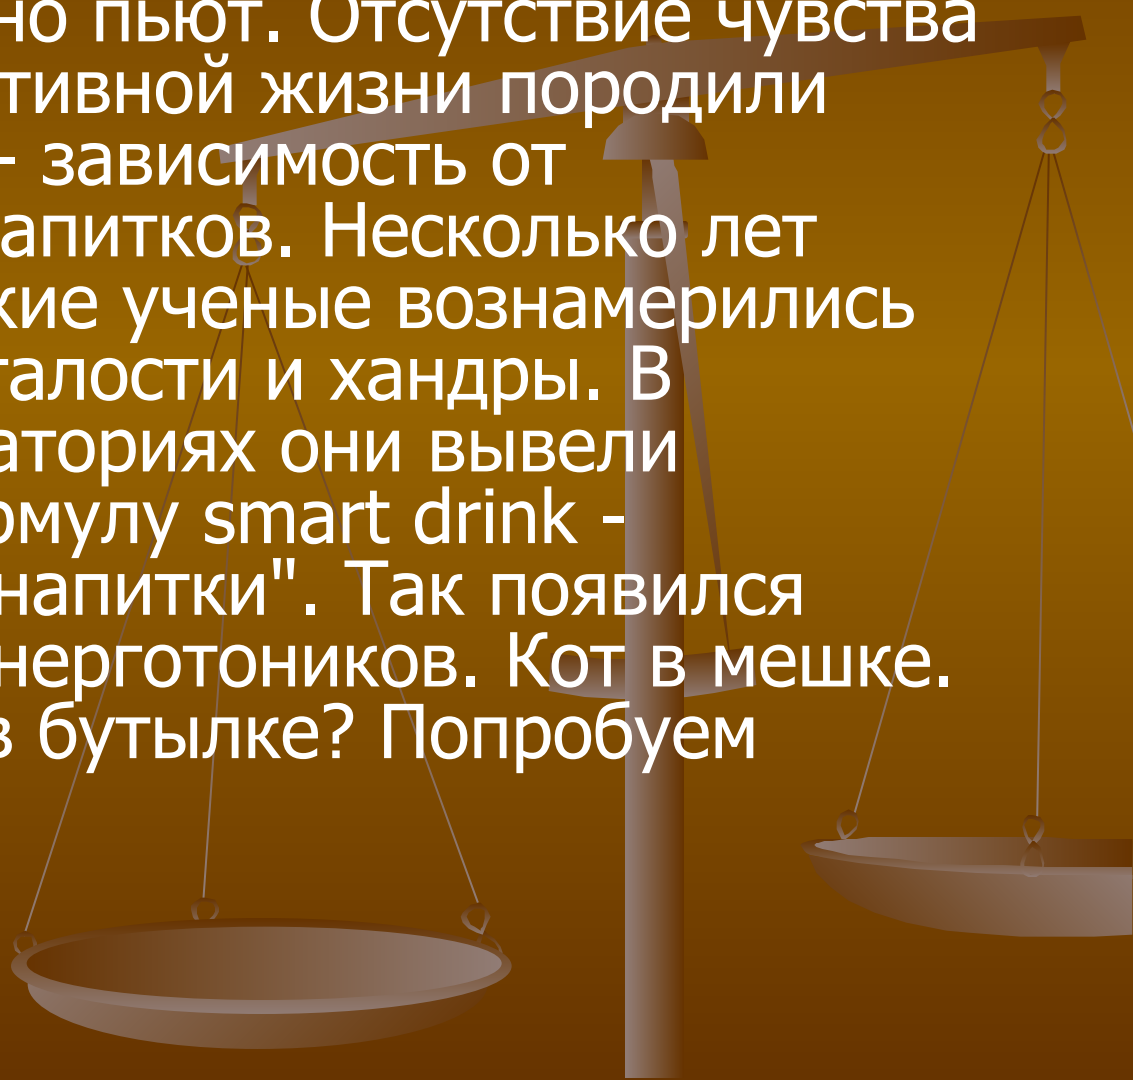 но пьют. Отсутствие чувства
тивной жизни породили
- зависимость от
апитков. Несколько лет
кие ученые вознамерились
талости и хандры. В
аториях они вывели
рмулу smart drink -
напитки". Так появился
нерготоников. Кот в мешке.
в бутылке? Попробуем